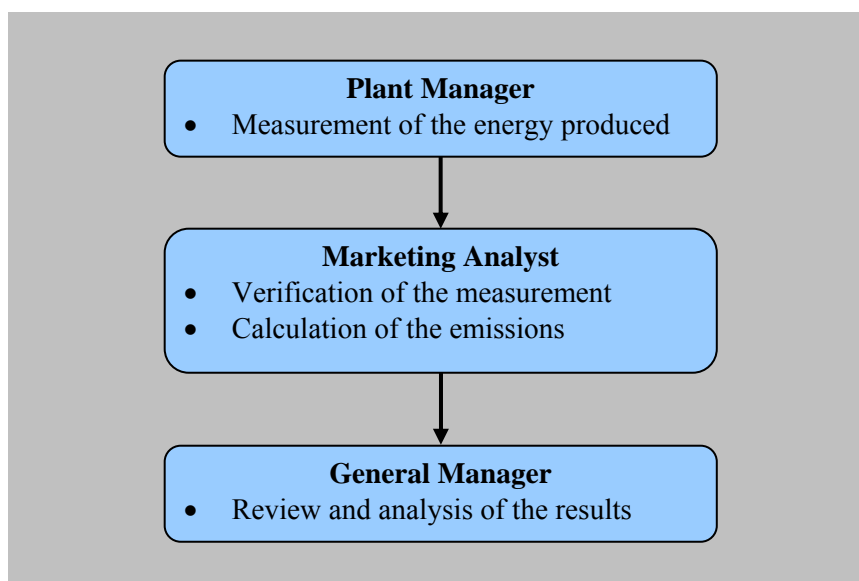 Plant Manager
• Measurement of the energy produced
Marketing Analyst
• Verification of the measurement
• Calculation of the emissions
General Manager
• Review and analysis of the results